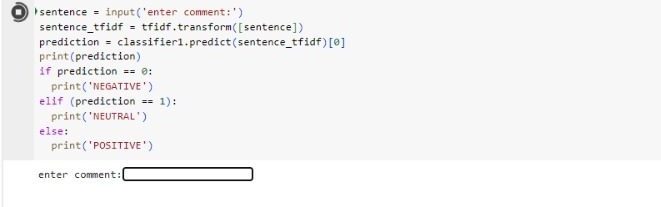 sentence = input('enter comment:')
sentence_tfidf = tfidf.transform([sentence])
prediction = classifier1.predict(sentence_tfidf)[0]
print(prediction)
if prediction == 0:
  print('NEGATIVE')
elif (prediction == 1):
  print('NEUTRAL')
else:
  print('POSITIVE')
enter comment: